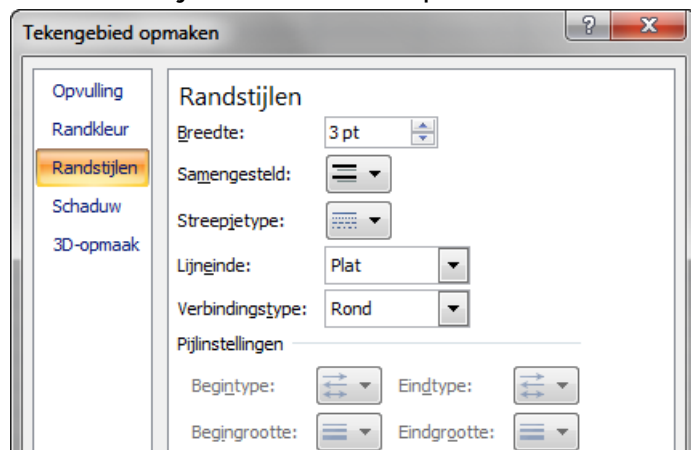 Tekengebied opmaken
Opvulling
Randkleur
Randstijlen
Schaduw
3D-opmaak
Randstijlen
Breedte: 3 pt
Samengesteld:
Streepjetype:
Lijneinde: Plat
Verbindingstype: Rond
Pijlinstellingen
Begintype: Eindtype:
Begingrootte: Eindgrootte: